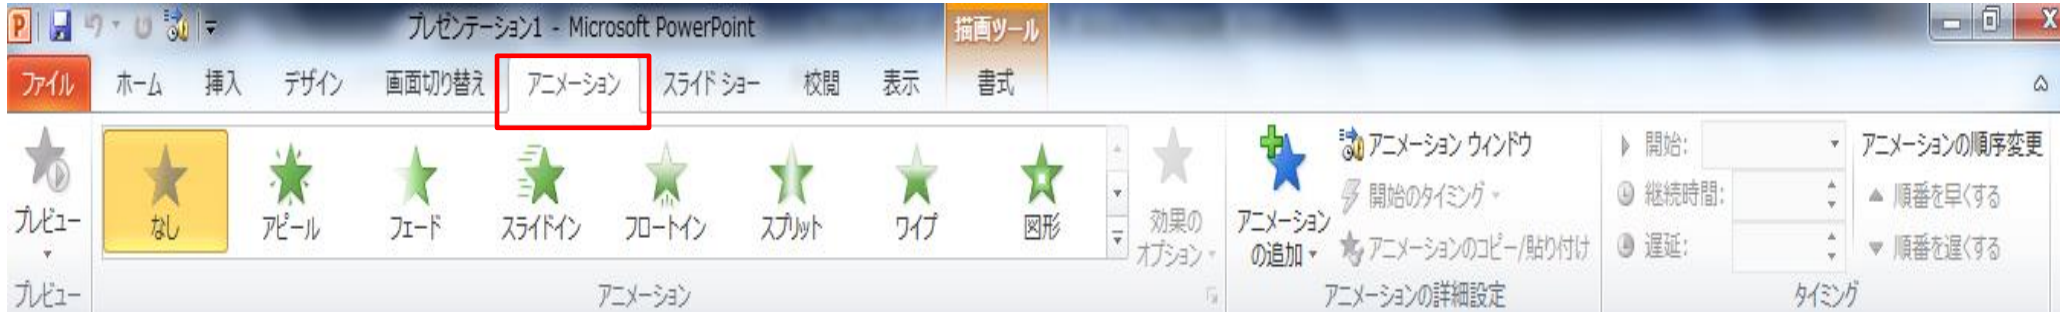 プレゼンテーション1 - Microsoft PowerPoint
描画ツール
ファイル ホーム 挿入 デザイン 画面切り替え アニメーション スライド ショー 校閲 表示 書式
プレビュー
なし アピール フェード スライドイン フロートイン スプリット ワイプ 図形
効果の
オプション
アニメーション
の追加
アニメーション ウィンドウ
開始のタイミング
アニメーションのコピー/貼り付け
開始:
継続時間:
遅延:
アニメーションの順序変更
順番を早くする
順番を遅くする
プレビュー アニメーション アニメーションの詳細設定 タイミング